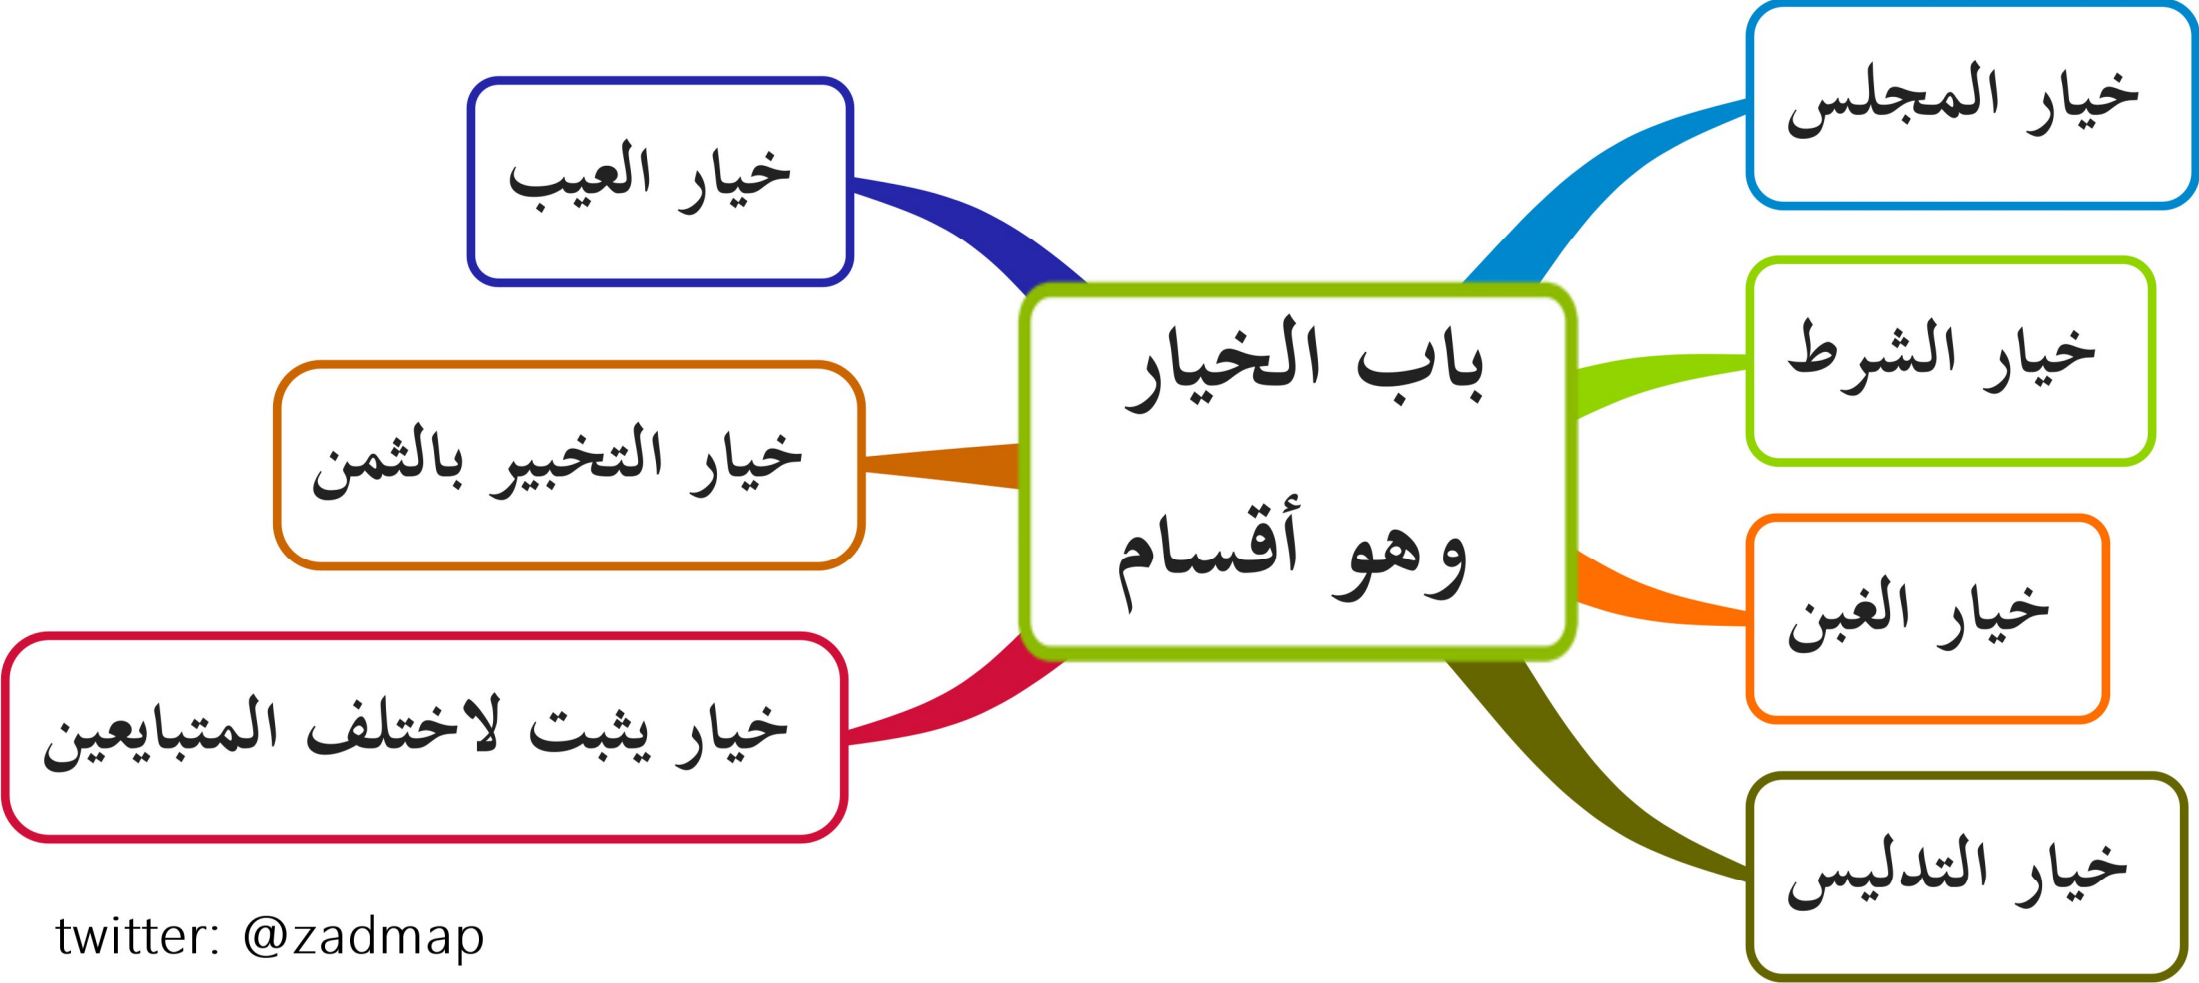 باب الخيار
وهو أقسام
خيار المجلس
خيار الشرط
خيار الغبن
خيار التدليس
خيار العيب
خيار التخبير بالثمن
خيار يثبت لاختلف المتبايعين
twitter: @zadmap